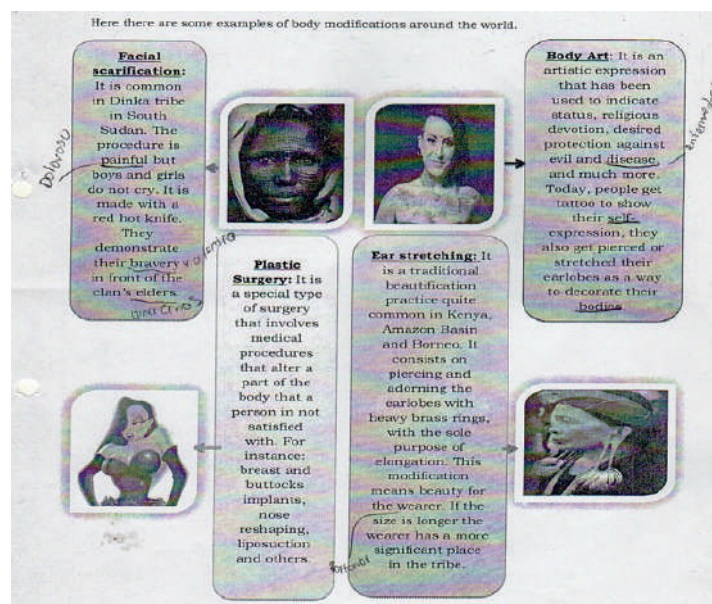 Here there are some examples of body modifications around the world.
Facial
scarification:
It is common
in Dinka tribe
in South
Sudan. The
procedure is
painful but
boys and girls
do not cry. It is
made with a
red hot knife.
They
demonstrate
their bravery
in front of the
clan's elders.
Doloroso
Body Art: It is an
artistic expression
that has been
used to indicate
status, religious
devotion, desired
protection against
evil and disease
and much more.
Today, people get
tattoo to show
their self-
expression, they
also get pierced or
stretched their
earlobes as a way
to decorate their
bodies
Plastic
Surgery: It is
a special type
of surgery
that involves
medical
procedures
that alter a
part of the
body that a
person in not
satisfied
with. For
instance:
breast and
buttocks
implants,
nose
reshaping,
liposuction
and others.
Ear stretching: It
is a traditional
beautification
practice quite
common in Kenya,
Amazon Basin
and Borneo. It
consists on
piercing and
adorning the
earlobes with
heavy brass rings,
with the sole
purpose of
elongation. This
modification
means beauty for
the wearer. If the
size is longer the
wearer has a more
significant place
in the tribe.